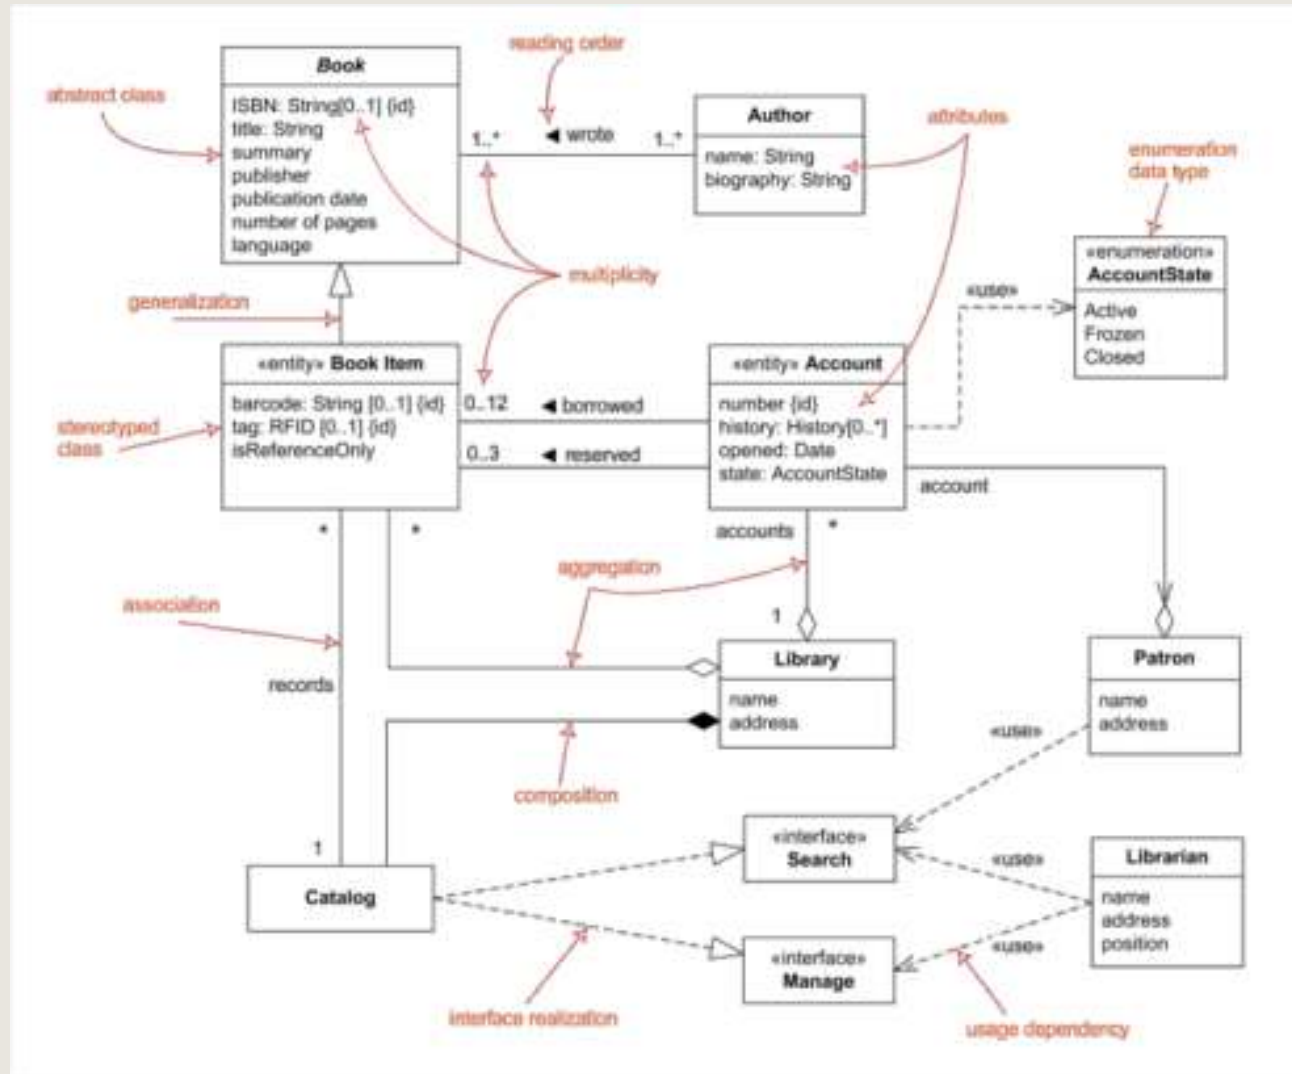 reading order
Book
abstract class
ISBN: String[0..1] {id}
title: String
summary
publisher
publication date
number of pages
language
1..*
◄ wrote
1..*
Author
name: String
biography: String
attributes
enumeration
data type
«enumeration»
AccountState
Active
Frozen
Closed
multiplicity
generalization
«use»
«entity» Book Item
barcode: String [0..1] {id}
tag: RFID [0..1] {id}
isReferenceOnly
stereotyped
class
0..12
◄ borrowed
0..3
◄ reserved
«entity» Account
number {id}
history: History[0..*]
opened: Date
state: AccountState
account
*
*
accounts
*
aggregation
association
1
records
Library
name
address
Patron
name
address
«use»
composition
1
Catalog
«interface»
Search
«use»
Librarian
name
address
position
«interface»
Manage
«use»
interface realization
usage dependency